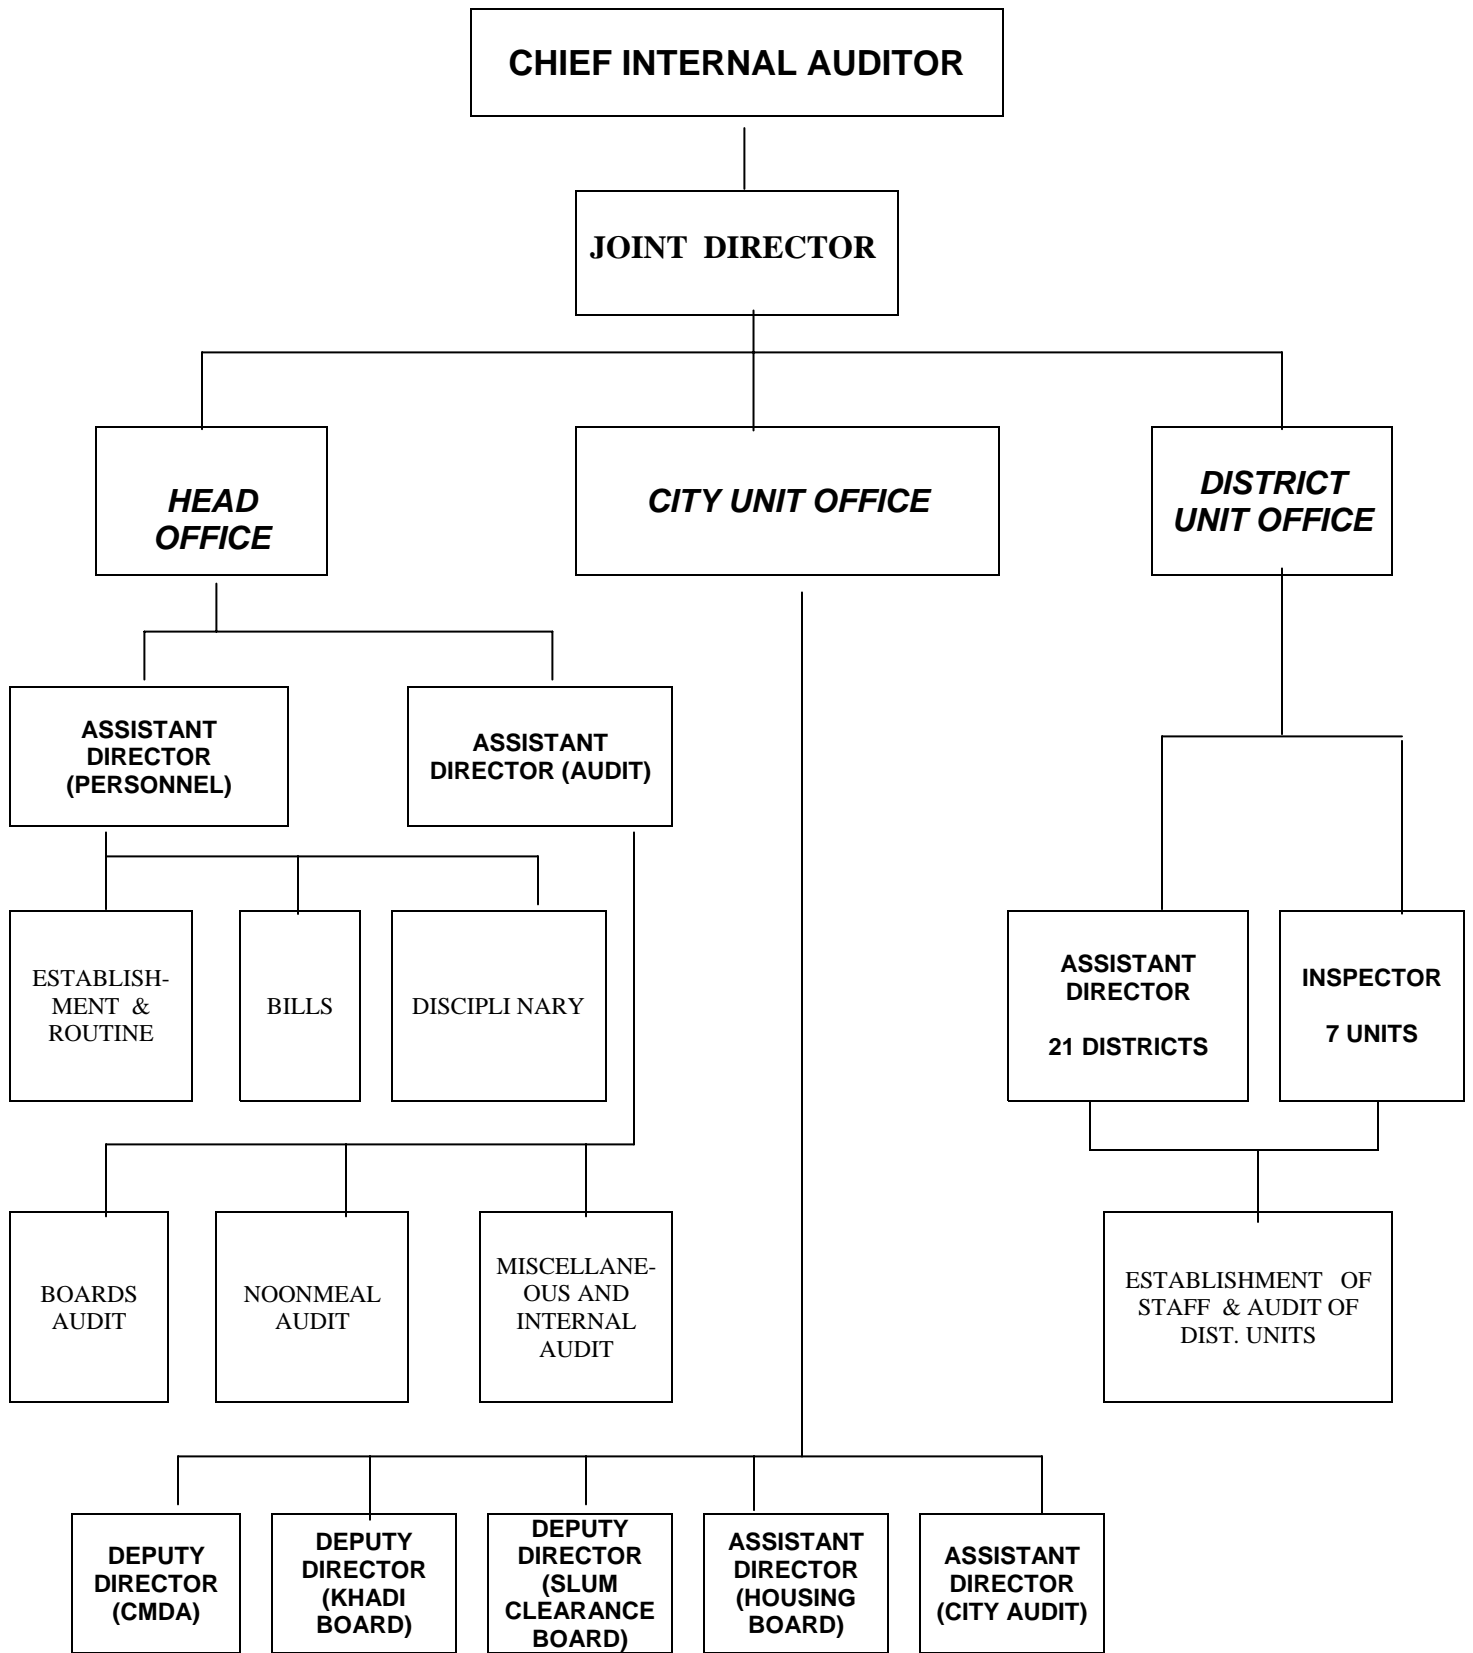 CHIEF INTERNAL AUDITOR
JOINT DIRECTOR
HEAD
OFFICE
CITY UNIT OFFICE
DISTRICT
UNIT OFFICE
ASSISTANT
DIRECTOR
(PERSONNEL)
ASSISTANT
DIRECTOR (AUDIT)
ESTABLISH-
MENT &
ROUTINE
BILLS
DISCIPLI NARY
ASSISTANT
DIRECTOR
21 DISTRICTS
INSPECTOR
7 UNITS
BOARDS
AUDIT
NOONMEAL
AUDIT
MISCELLANE-
OUS AND
INTERNAL
AUDIT
ESTABLISHMENT OF
STAFF & AUDIT OF
DIST. UNITS
DEPUTY
DIRECTOR
(CMDA)
DEPUTY
DIRECTOR
(KHADI
BOARD)
DEPUTY
DIRECTOR
(SLUM
CLEARANCE
BOARD)
ASSISTANT
DIRECTOR
(HOUSING
BOARD)
ASSISTANT
DIRECTOR
(CITY AUDIT)